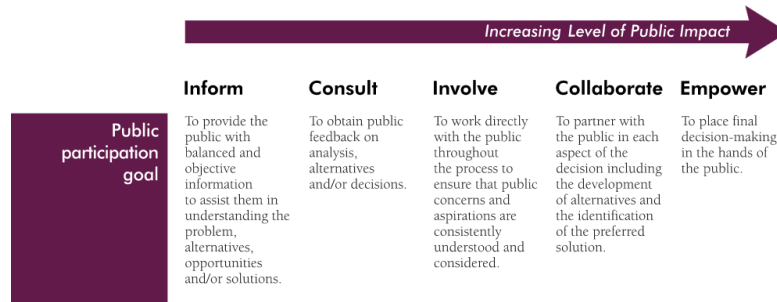 Increasing Level of Public Impact
Inform
Consult
Involve
Collaborate
Empower
Public
participation
goal
To provide the
public with
balanced and
objective
information
to assist them in
understanding the
problem,
alternatives,
opportunities
and/or solutions.
To obtain public
feedback on
analysis,
alternatives
and/or decisions.
To work directly
with the public
throughout
the process to
ensure that public
concerns and
aspirations are
consistently
understood and
considered.
To partner with
the public in each
aspect of the
decision including
the development
of alternatives and
the identification
of the preferred
solution.
To place final
decision-making
in the hands of
the public.